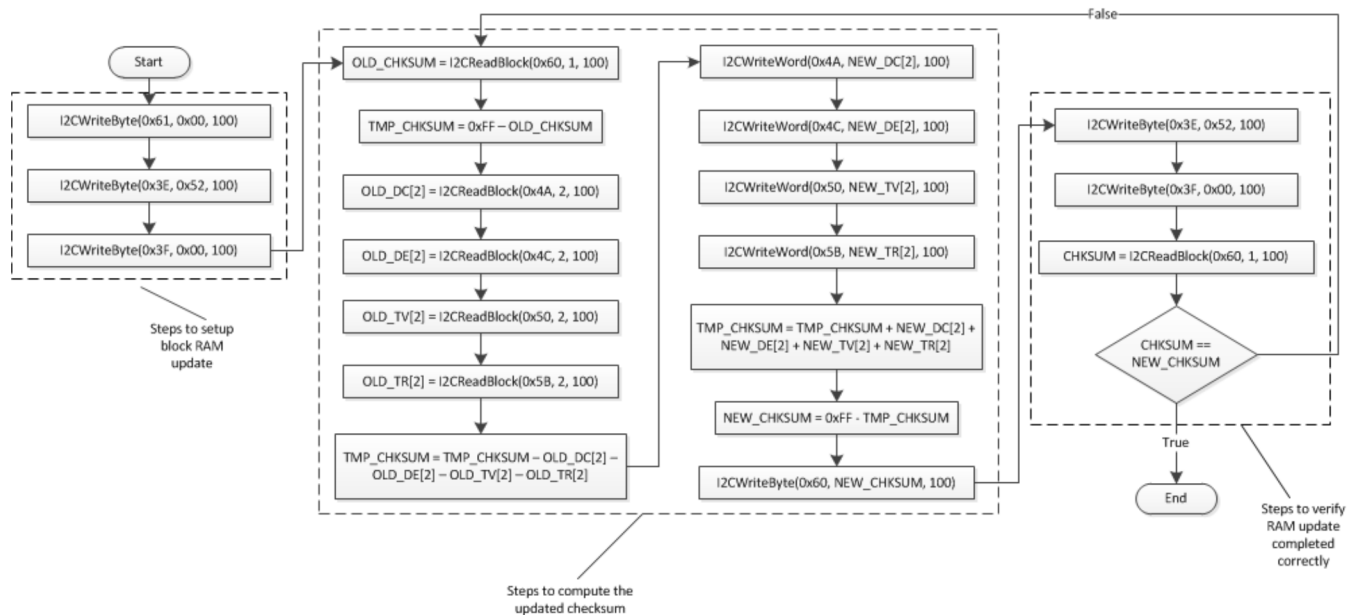 Start
I2CWriteByte(0x61, 0x00, 100)
I2CWriteByte(0x3E, 0x52, 100)
I2CWriteByte(0x3F, 0x00, 100)
Steps to setup
block RAM
update
OLD_CHKSUM = I2CReadBlock(0x60, 1, 100)
TMP_CHKSUM = 0xFF – OLD_CHKSUM
OLD_DC[2] = I2CReadBlock(0x4A, 2, 100)
OLD_DE[2] = I2CReadBlock(0x4C, 2, 100)
OLD_TV[2] = I2CReadBlock(0x50, 2, 100)
OLD_TR[2] = I2CReadBlock(0x5B, 2, 100)
TMP_CHKSUM = TMP_CHKSUM – OLD_DC[2] –
OLD_DE[2] – OLD_TV[2] – OLD_TR[2]
I2CWriteWord(0x4A, NEW_DC[2], 100)
I2CWriteWord(0x4C, NEW_DE[2], 100)
I2CWriteWord(0x50, NEW_TV[2], 100)
I2CWriteWord(0x5B, NEW_TR[2], 100)
TMP_CHKSUM = TMP_CHKSUM + NEW_DC[2] +
NEW_DE[2] + NEW_TV[2] + NEW_TR[2]
NEW_CHKSUM = 0xFF - TMP_CHKSUM
I2CWriteByte(0x60, NEW_CHKSUM, 100)
Steps to compute the
updated checksum
False
I2CWriteByte(0x3E, 0x52, 100)
I2CWriteByte(0x3F, 0x00, 100)
CHKSUM = I2CReadBlock(0x60, 1, 100)
CHKSUM ==
NEW_CHKSUM
True
End
Steps to verify
RAM update
completed
correctly